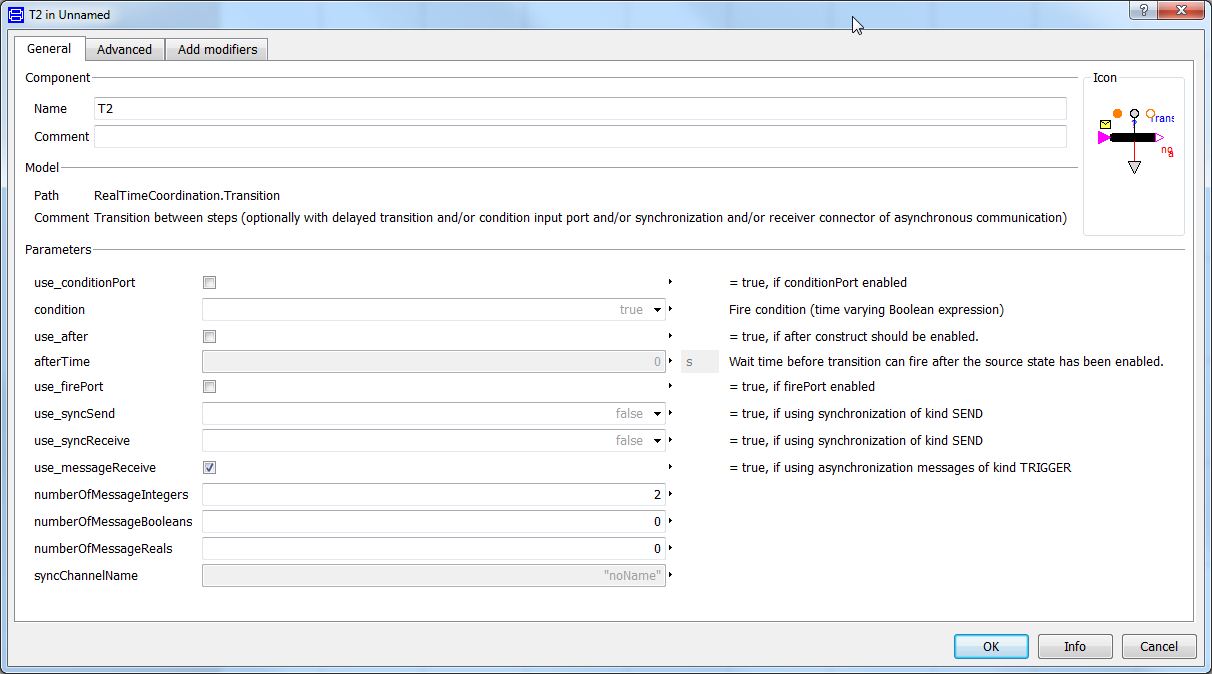 T2 in Unnamed
?
General Advanced Add modifiers
Component
Icon
Name T2
Comment
Trans
?
no
a
Model
Path RealTimeCoordination.Transition
Comment Transition between steps (optionally with delayed transition and/or condition input port and/or synchronization and/or receiver connector of asynchronous communication)
Parameters
use_conditionPort = true, if conditionPort enabled
condition true Fire condition (time varying Boolean expression)
use_after = true, if after construct should be enabled.
afterTime 0 s Wait time before transition can fire after the source state has been enabled.
use_firePort = true, if firePort enabled
use_syncSend false = true, if using synchronization of kind SEND
use_syncReceive false = true, if using synchronization of kind SEND
use_messageReceive = true, if using asynchronization messages of kind TRIGGER
numberOfMessageIntegers 2
numberOfMessageBooleans 0
numberOfMessageReals 0
syncChannelName "noName"
OK Info Cancel